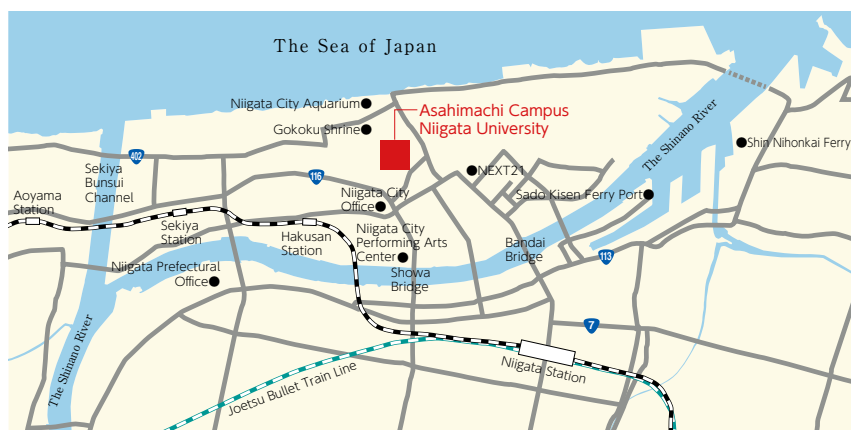 The Sea of Japan
Niigata City Aquarium
Asahimachi Campus
Niigata University
Gokoku Shrine
The Shinano River
Shin Nihonkai Ferry
402
Sekiya
Bunsui
Channel
116
NEXT21
Aoyama
Station
Niigata City
Office
Sado Kisen Ferry Port
Sekiya
Station
Hakusan
Station
Niigata City
Performing Arts
Center
Bandai
Bridge
113
Niigata Prefectural
Office
Showa
Bridge
7
The Shinano River
Niigata Station
Joetsu Bullet Train Line